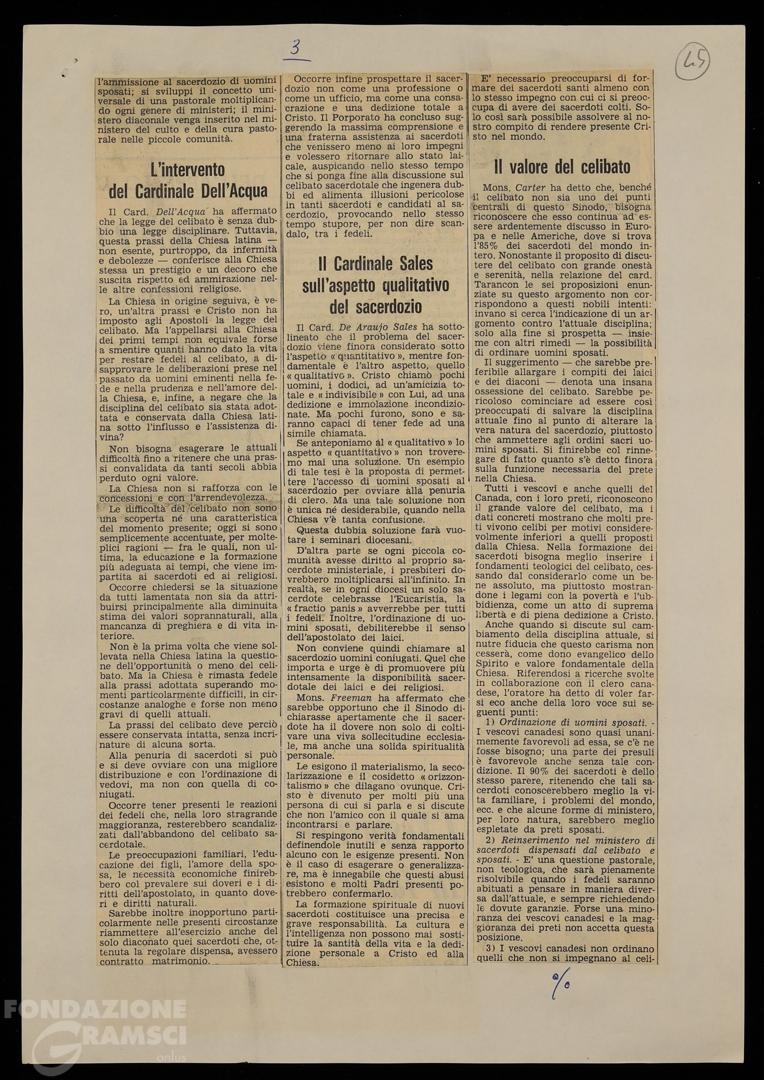 3
45
l'ammissione al sacerdozio di uomini
sposati; si sviluppi il concetto uni-
versale di una pastorale moltiplican-
do ogni genere di ministeri; il mini-
stero diaconale venga inserito nel mi-
nistero del culto e della cura pasto-
rale nelle piccole comunità.
L'intervento
del Cardinale Dell'Acqua
Il Card. Dell'Acqua ha affermato
che la legge del celibato è senza dub-
bio una legge disciplinare. Tuttavia,
questa prassi della Chiesa latina —
non esente, purtroppo, da infermità
e debolezze — conferisce alla Chiesa
stessa un prestigio e un decoro che
suscita rispetto ed ammirazione nel-
le altre confessioni religiose.
La Chiesa in origine seguiva, è ve-
ro, un'altra prassi e Cristo non ha
imposto agli Apostoli la legge del
celibato. Ma l'appellarsi alla Chiesa
dei primi tempi non equivale forse
a smentire quanti hanno dato la vita
per restare fedeli al celibato, a di-
sapprovare le deliberazioni prese nel
passato da uomini eminenti nella fe-
de e nella prudenza e nell'amore del-
la Chiesa, e, infine, a negare che la
disciplina del celibato sia stata adot-
tata e conservata dalla Chiesa lati-
na sotto l'influsso e l'assistenza di-
vina?
Non bisogna esagerare le attuali
difficoltà fino a ritenere che una pras-
si convalidata da tanti secoli abbia
perduto ogni valore.
La Chiesa non si rafforza con le
concessioni e con l'arrendevolezza.
Le difficoltà del celibato non sono
una scoperta né una caratteristica
del momento presente; oggi si sono
semplicemente accentuate, per molte-
plici ragioni — fra le quali, non ul-
tima, la educazione e la formazione
più adeguata ai tempi, che viene im-
partita ai sacerdoti ed ai religiosi.
Occorre chiedersi se la situazione
da tutti lamentata non sia da attri-
buirsi principalmente alla diminuita
stima dei valori soprannaturali, alla
mancanza di preghiera e di vita in-
teriore.
Non è la prima volta che viene sol-
levata nella Chiesa latina la questio-
ne dell'opportunità o meno del celi-
bato. Ma la Chiesa è rimasta fedele
alla prassi adottata superando mo-
menti particolarmente difficili, in cir-
costanze analoghe e forse non meno
gravi di quelli attuali.
La prassi del celibato deve perciò
essere conservata intatta, senza incri-
nature di alcuna sorta.
Alla penuria di sacerdoti si può
e si deve ovviare con una migliore
distribuzione e con l'ordinazione di
vedovi, ma non con quella di co-
niugati.
Occorre tener presenti le reazioni
dei fedeli che, nella loro stragrande
maggioranza, resterebbero scandaliz-
zati dall'abbandono del celibato sa-
cerdotale.
Le preoccupazioni familiari, l'edu-
cazione dei figli, l'amore della spo-
sa, le necessità economiche finireb-
bero col prevalere sui doveri e i di-
ritti dell'apostolato, in quanto dove-
ri e diritti naturali.
Sarebbe inoltre inopportuno parti-
colarmente nelle presenti circostanze
riammettere all'esercizio anche del
solo diaconato quei sacerdoti che, ot-
tenuta la regolare dispensa, avessero
contratto matrimonio.
Occorre infine prospettare il sacer-
dozio non come una professione o
come un ufficio, ma come una consa-
crazione e una dedizione totale a
Cristo. Il Porporato ha concluso sug-
gerendo la massima comprensione e
una fraterna assistenza ai sacerdoti
che venissero meno ai loro impegni
e volessero ritornare allo stato lai-
cale, auspicando nello stesso tempo
che si ponga fine alla discussione sul
celibato sacerdotale che ingenera dub-
bi ed alimenta illusioni pericolose
in tanti sacerdoti e candidati al sa-
cerdozio, provocando nello stesso
tempo stupore, per non dire scan-
dalo, tra i fedeli.
Il Cardinale Sales
sull'aspetto qualitativo
del sacerdozio
Il Card. De Araujo Sales ha sotto-
lineato che il problema del sacer-
dozio viene finora considerato sotto
l'aspetto « quantitativo », mentre fon-
damentale è l'altro aspetto, quello
« qualitativo ». Cristo chiamò pochi
uomini, i dodici, ad un'amicizia to-
tale e « indivisibile » con Lui, ad una
dedizione e immolazione incondizio-
nate. Ma pochi furono, sono e sa-
ranno capaci di tener fede ad una
simile chiamata.
Se anteponiamo al « qualitativo » lo
aspetto « quantitativo » non trovere-
mo mai una soluzione. Un esempio
di tale tesi è la proposta di permet-
tere l'accesso di uomini sposati al
sacerdozio per ovviare alla penuria
di clero. Ma una tale soluzione non
è unica né desiderabile, quando nella
Chiesa v'è tanta confusione.
Questa dubbia soluzione farà vuo-
tare i seminari diocesani.
D'altra parte se ogni piccola co-
munità avesse diritto al proprio sa-
cerdote ministeriale, i presbiteri do-
vrebbero moltiplicarsi all'infinito. In
realtà, se in ogni diocesi un solo sa-
cerdote celebrasse l'Eucaristia, la
« fractio panis » avverrebbe per tutti
i fedeli. Inoltre, l'ordinazione di uo-
mini sposati, debiliterebbe il senso
dell'apostolato dei laici.
Non conviene quindi chiamare al
sacerdozio uomini coniugati. Quel che
importa e urge è di promuovere più
intensamente la disponibilità sacer-
dotale dei laici e dei religiosi.
Mons. Freeman ha affermato che
sarebbe opportuno che il Sinodo di-
chiarasse apertamente che il sacer-
dote ha il dovere non solo di colti-
vare una viva sollecitudine ecclesia-
le, ma anche una solida spiritualità
personale.
Le esigono il materialismo, la seco-
larizzazione e il cosidetto « orizzon-
talismo » che dilagano ovunque. Cri-
sto è divenuto per molti più una
persona di cui si parla e si discute
che non l'amico con il quale si ama
incontrarsi e parlare.
Si respingono verità fondamentali
definendole inutili e senza rapporto
alcuno con le esigenze presenti. Non
è il caso di esagerare o generalizza-
re, ma è innegabile che questi abusi
esistono e molti Padri presenti po-
trebbero confermarlo.
La formazione spirituale di nuovi
sacerdoti costituisce una precisa e
grave responsabilità. La cultura e
l'intelligenza non possono mai sosti-
tuire la santità della vita e la dedi-
zione personale a Cristo ed alla
Chiesa.
E' necessario preoccuparsi di for-
mare dei sacerdoti santi almeno con
lo stesso impegno con cui ci si preoc-
cupa di avere dei sacerdoti colti. So-
lo così sarà possibile assolvere al no-
stro compito di rendere presente Cri-
sto nel mondo.
Il valore del celibato
Mons. Carter ha detto che, benché
il celibato non sia uno dei punti
centrali di questo Sinodo, bisogna
riconoscere che esso continua ad es-
sere ardentemente discusso in Euro-
pa e nelle Americhe, dove si trova
l'85% dei sacerdoti del mondo in-
tero. Nonostante il proposito di discu-
tere del celibato con grande onestà
e serenità, nella relazione del card.
Tarancon le sei proposizioni enun-
ziate su questo argomento non cor-
rispondono a questi nobili intenti:
invano si cerca l'indicazione di un ar-
gomento contro l'attuale disciplina;
solo alla fine si prospetta — insie-
me con altri rimedi — la possibilità
di ordinare uomini sposati.
Il suggerimento — che sarebbe pre-
feribile allargare i compiti dei laici
e dei diaconi — denota una insana
ossessione del celibato. Sarebbe pe-
ricoloso cominciare ad essere così
preoccupati di salvare la disciplina
attuale fino al punto di alterare la
vera natura del sacerdozio, piuttosto
che ammettere agli ordini sacri uo-
mini sposati. Si finirebbe col rinne-
gare di fatto quanto s'è detto finora
sulla funzione necessaria del prete
nella Chiesa.
Tutti i vescovi e anche quelli del
Canada, con i loro preti, riconoscono
il grande valore del celibato, ma i
dati concreti mostrano che molti pre-
ti vivono celibi per motivi considere-
volmente inferiori a quelli proposti
dalla Chiesa. Nella formazione dei
sacerdoti bisogna meglio inserire i
fondamenti teologici del celibato, ces-
sando dal considerarlo come un be-
ne assoluto, ma piuttosto mostran-
done i legami con la povertà e l'ub-
bidienza, come un atto di suprema
libertà e di piena dedizione a Cristo.
Anche quando si discute sul cam-
biamento della disciplina attuale, si
nutre fiducia che questo carisma non
cesserà, come dono evangelico dello
Spirito e valore fondamentale della
Chiesa. Riferendosi a ricerche svolte
in collaborazione con il clero cana-
dese, l'oratore ha detto di voler far-
si eco anche della loro voce sui se-
guenti punti:
1) Ordinazione di uomini sposati. -
I vescovi canadesi sono quasi unani-
memente favorevoli ad essa, se c'è ne
fosse bisogno; una parte dei presuli
è favorevole anche senza tale con-
dizione. Il 90% dei sacerdoti è dello
stesso parere, ritenendo che tali sa-
cerdoti conoscerebbero meglio la vi-
ta familiare, i problemi del mondo,
ecc. e che alcune forme di ministero,
per loro natura, sarebbero meglio
espletate da preti sposati.
2) Reinserimento nel ministero di
sacerdoti dispensati dal celibato e
sposati. - E' una questione pastorale,
non teologica, che sarà pienamente
risolvibile quando i fedeli saranno
abituati a pensare in maniera diver-
sa dall'attuale, e sempre richiedendo
le dovute garanzie. Forse una mino-
ranza dei vescovi canadesi e la mag-
gioranza dei preti non accetta questa
posizione.
3) I vescovi canadesi non ordinano
quelli che non si impegnano al celi-
%
FONDAZIONE
GRAMSCI
onlus